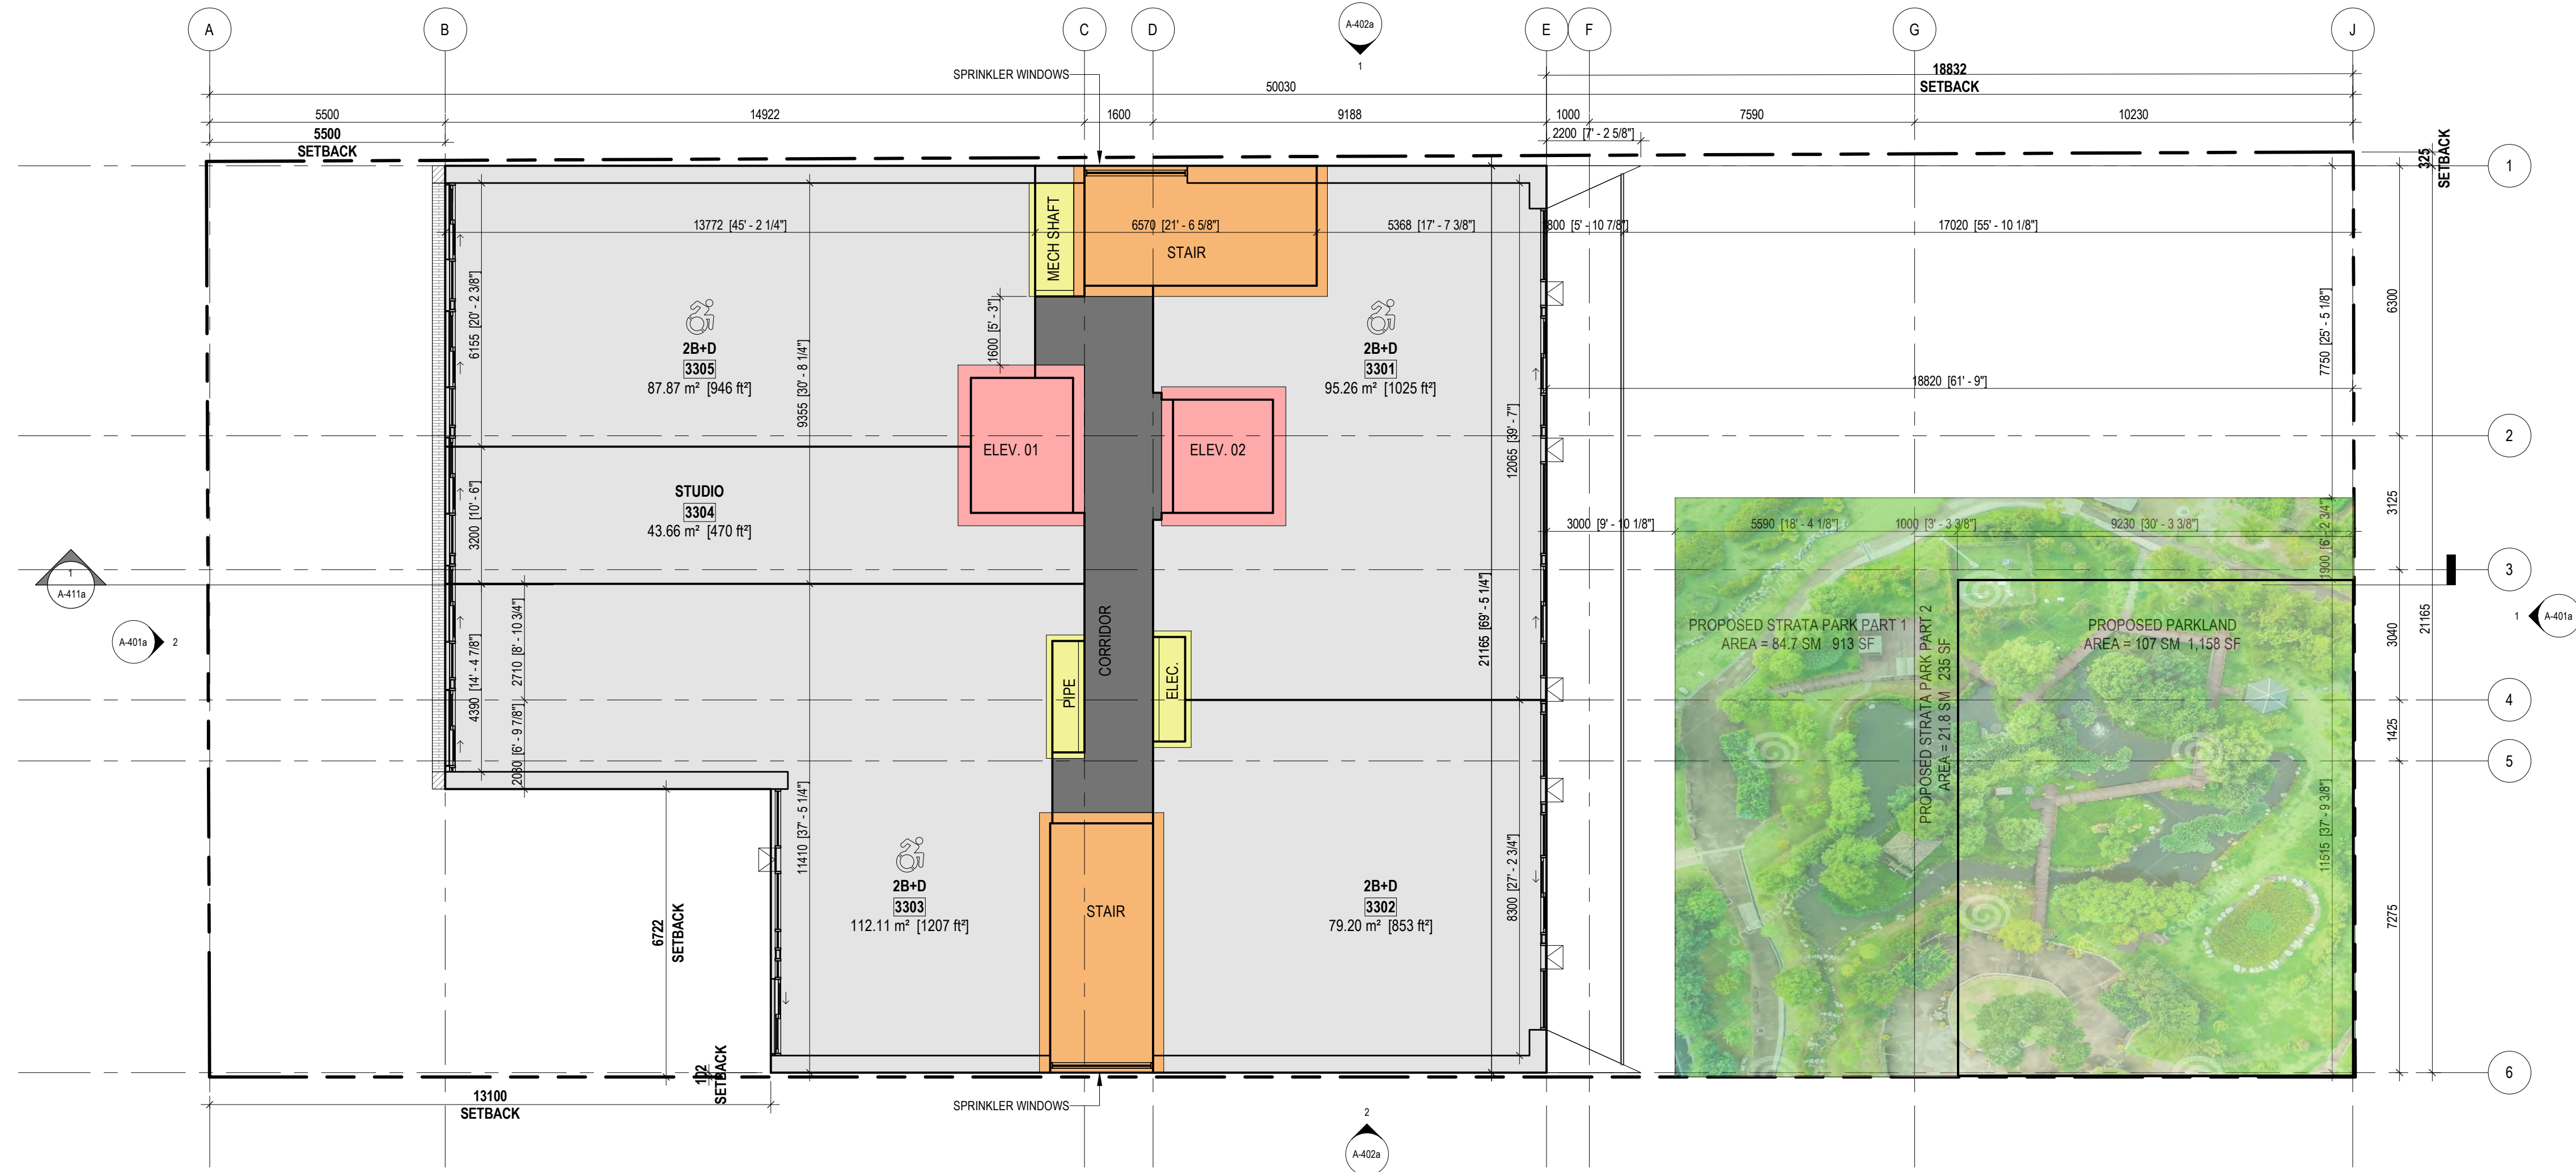 A
B
C
D
E
F
G
J
A-402a
1
SPRINKLER WINDOWS
18832
SETBACK
50030
5500
14922
1600
9188
1000
7590
10230
5500
SETBACK
2200 [7' - 2 5/8"]
325
SETBACK
1
13772 [45' - 2 1/4"]
6570 [21' - 6 5/8"]
5368 [17' - 7 3/8"]
800 [5' - 10 7/8"]
17020 [55' - 10 1/8"]
MECH SHAFT
STAIR
6155 [20' - 2 3/8"]
9355 [30' - 8 1/4"]
1600 [5' - 3"]
7750 [25' - 5 1/8"]
6300
2B+D
3305
87.87 m² [946 ft²]
2B+D
3301
95.26 m² [1025 ft²]
18820 [61' - 9"]
2
ELEV. 01
ELEV. 02
12065 [39' - 7"]
STUDIO
3304
43.66 m² [470 ft²]
3200 [10' - 6"]
3000 [9' - 10 1/8"]
5590 [18' - 4 1/8"]
1000 [3' - 3 3/8"]
9230 [30' - 3 3/8"]
1900 [6' - 2 3/4"]
3125
3
1
A-411a
A-401a
2
1
A-401a
21165
3040
PROPOSED STRATA PARK PART 1
AREA = 84.7 SM 913 SF
PROPOSED STRATA PARK PART 2
AREA = 21.8 SM 235 SF
PROPOSED PARKLAND
AREA = 107 SM 1,158 SF
4390 [14' - 4 7/8"]
2710 [8' - 10 3/4"]
2080 [6' - 9 7/8"]
CORRIDOR
PIPE
ELEC.
21165 [69' - 5 1/4"]
4
1425
5
11410 [37' - 5 1/4"]
8300 [27' - 2 3/4"]
11515 [37' - 9 3/8"]
7275
2B+D
3303
112.11 m² [1207 ft²]
STAIR
2B+D
3302
79.20 m² [853 ft²]
6722
SETBACK
102
SETBACK
6
13100
SETBACK
SPRINKLER WINDOWS
2
A-402a